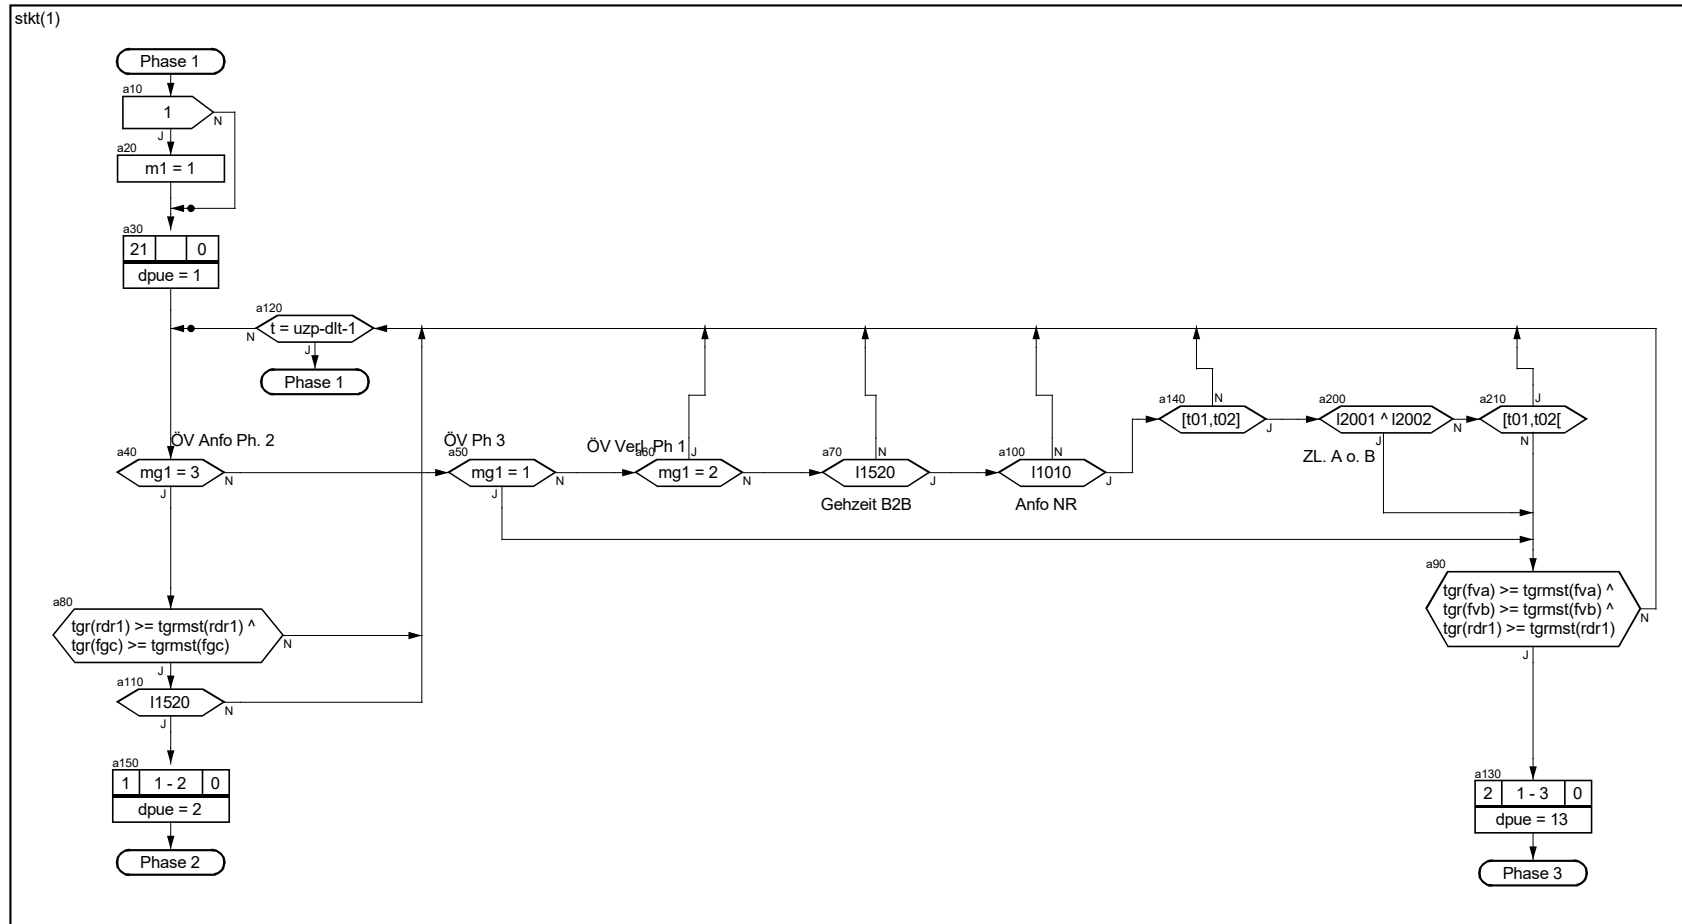 stkt(1)
Phase 1
a10
1
N
J
a20
m1 = 1
a30
21 0
dpue = 1
a120
t = uzp-dlt-1
N
J
Phase 1
ÖV Anfo Ph. 2
a40
mg1 = 3
N
J
ÖV Ph 3
a50
mg1 = 1
N
J
ÖV Verl. Ph 1
a60
mg1 = 2
J
N
a70
l1520
N
J
Gehzeit B2B
a100
l1010
N
J
Anfo NR
a140
[t01,t02]
N
J
a200
l2001 ^ l2002
N
J
ZL. A o. B
a210
[t01,t02[
J
N
a80
tgr(rdr1) >= tgrmst(rdr1) ^
tgr(fgc) >= tgrmst(fgc)
N
J
a110
l1520
N
J
a150
1 1 - 2 0
dpue = 2
Phase 2
a90
tgr(fva) >= tgrmst(fva) ^
tgr(fvb) >= tgrmst(fvb) ^
tgr(rdr1) >= tgrmst(rdr1)
N
J
a130
2 1 - 3 0
dpue = 13
Phase 3